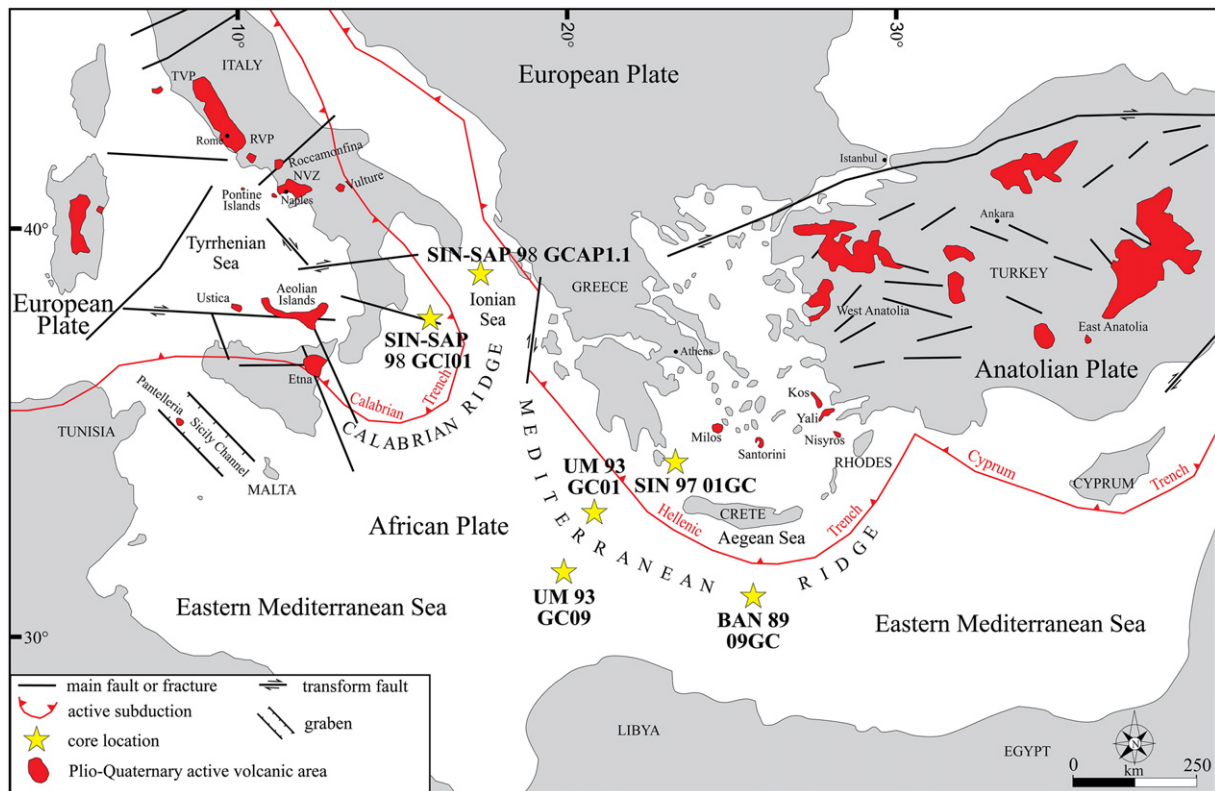 10°
20°
30°
ITALY
European Plate
TVP
Rome
RVP
Roccamonfina
Istanbul
NVZ
Vulture
Pontine
Islands
Naples
Ankara
40°
Tyrrhenian
Sea
SIN-SAP 98 GCAP1.1
TURKEY
European
Plate
Ustica
Aeolian
Islands
Ionian
Sea
GREECE
West Anatolia
East Anatolia
SIN-SAP
98 GCI01
Athens
Anatolian Plate
Etna
Pantelleria
Sicily Channel
Calabrian
Trench
CALABRIAN RIDGE
Kos
Yali
Nisyros
TUNISIA
Milos
Santorini
RHODES
Cyprum
Trench
CYPRUM
MALTA
UM 93
GC01
SIN 97 01GC
African Plate
MEDITERRANEAN RIDGE
Hellenic
Trench
CRETE
Aegean Sea
Eastern Mediterranean Sea
UM 93
GC09
BAN 89
09GC
Eastern Mediterranean Sea
30°
main fault or fracture
transform fault
active subduction
graben
core location
Plio-Quaternary active volcanic area
LIBYA
EGYPT
N
0
km
250